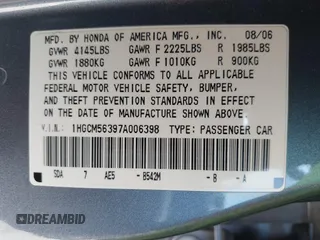 MFD. BY HONDA OF AMERICA MFG., INC. 08/06
GVWR 4145LBS GAWR F 2225LBS R 1985LBS
GVWR 1880KG GAWR F 1010KG R 900KG
THIS VEHICLE CONFORMS TO ALL APPLICABLE
FEDERAL MOTOR VEHICLE SAFETY, BUMPER,
AND THEFT PREVENTION STANDARDS IN EFFECT
ON THE DATE OF MANUFACTURE SHOWN ABOVE.
V.I.N.: 1HGCM56397A006398 TYPE: PASSENGER CAR
SDA 7 AE5 - B542M - B - A
DREAMBID